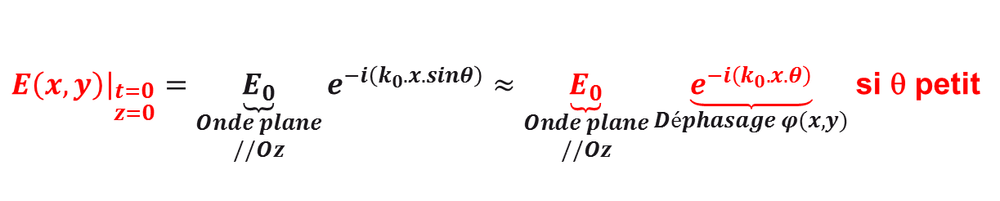 E(x,y)|t=0 z=0 = E₀ e^{-i(k₀.x.sinθ)} ≈ E₀ e^{-i(k₀.x.θ)} si θ petit
Onde plane Onde plane Déphasage φ(x,y)
//Oz //Oz